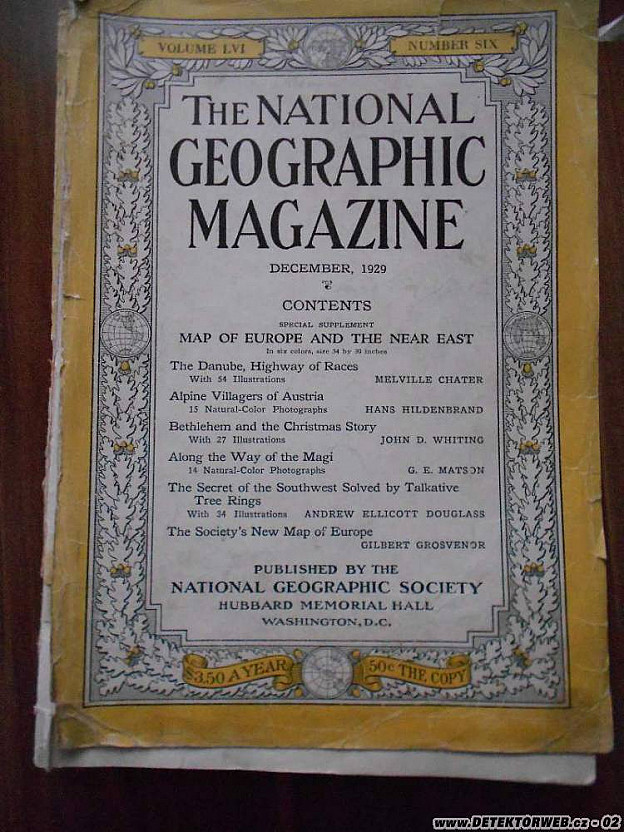 VOLUME LVI NUMBER SIX
THE NATIONAL
GEOGRAPHIC
MAGAZINE
DECEMBER, 1929
CONTENTS
SPECIAL SUPPLEMENT
MAP OF EUROPE AND THE NEAR EAST
In six colors, size 34 by 39 inches
The Danube, Highway of Races
With 54 Illustrations MELVILLE CHATER
Alpine Villagers of Austria
15 Natural-Color Photographs HANS HILDENBRAND
Bethlehem and the Christmas Story
With 27 Illustrations JOHN D. WHITING
Along the Way of the Magi
14 Natural-Color Photographs G. E. MATSON
The Secret of the Southwest Solved by Talkative
Tree Rings
With 34 Illustrations ANDREW ELLICOTT DOUGLASS
The Society's New Map of Europe
GILBERT GROSVENOR
PUBLISHED BY THE
NATIONAL GEOGRAPHIC SOCIETY
HUBBARD MEMORIAL HALL
WASHINGTON, D.C.
$3.50 A YEAR 50¢ THE COPY
www.DETEKTORWEB.cz - 02